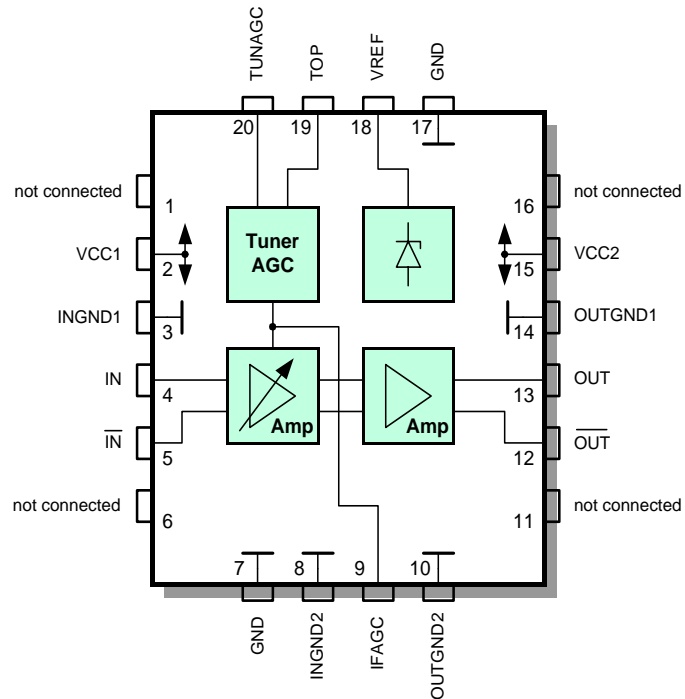 TUNAGC
TOP
VREF
GND
20
19
18
17
not connected
1
16
not connected
VCC1
2
Tuner
AGC
15
VCC2
INGND1
3
14
OUTGND1
IN
4
Amp
Amp
13
OUT
IN
5
12
OUT
not connected
6
11
not connected
7
8
9
10
GND
INGND2
IFAGC
OUTGND2